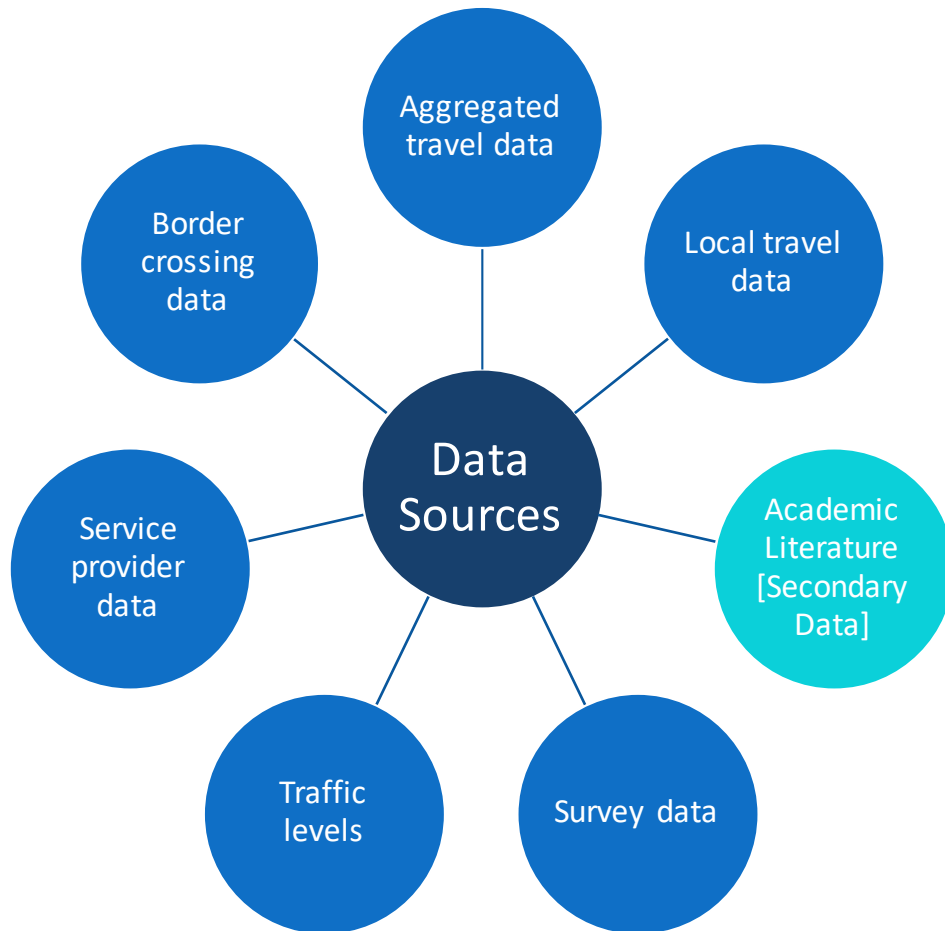 Aggregated
travel data
Border
crossing
data
Local travel
data
Data
Sources
Service
provider
data
Academic
Literature
[Secondary
Data]
Traffic
levels
Survey data